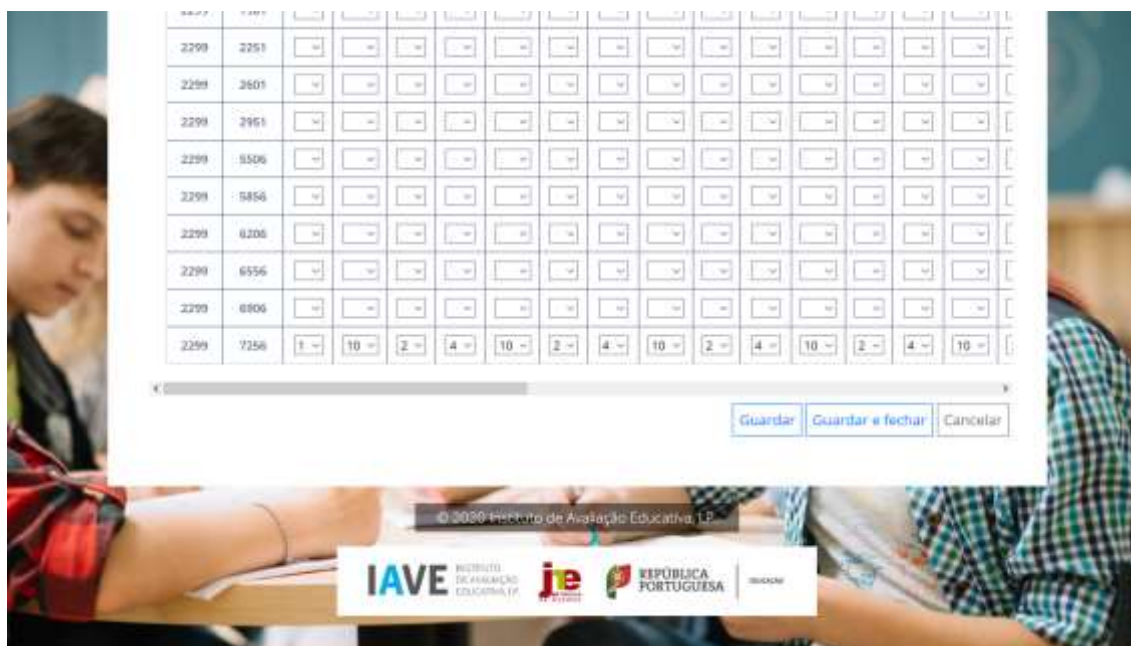 2299 2251
2299 2601
2299 2951
2299 5506
2299 5856
2299 6206
2299 6556
2299 6906
2299 7256 1 10 2 4 10 2 4 10 2 4 10 2 4 10
Guardar Guardar e fechar Cancelar
© 2020 Instituto de Avaliação Educativa, I.P.
IAVE INSTITUTO
DE AVALIAÇÃO
EDUCATIVA, I.P.
jne
REPÚBLICA
PORTUGUESA
EDUCAÇÃO